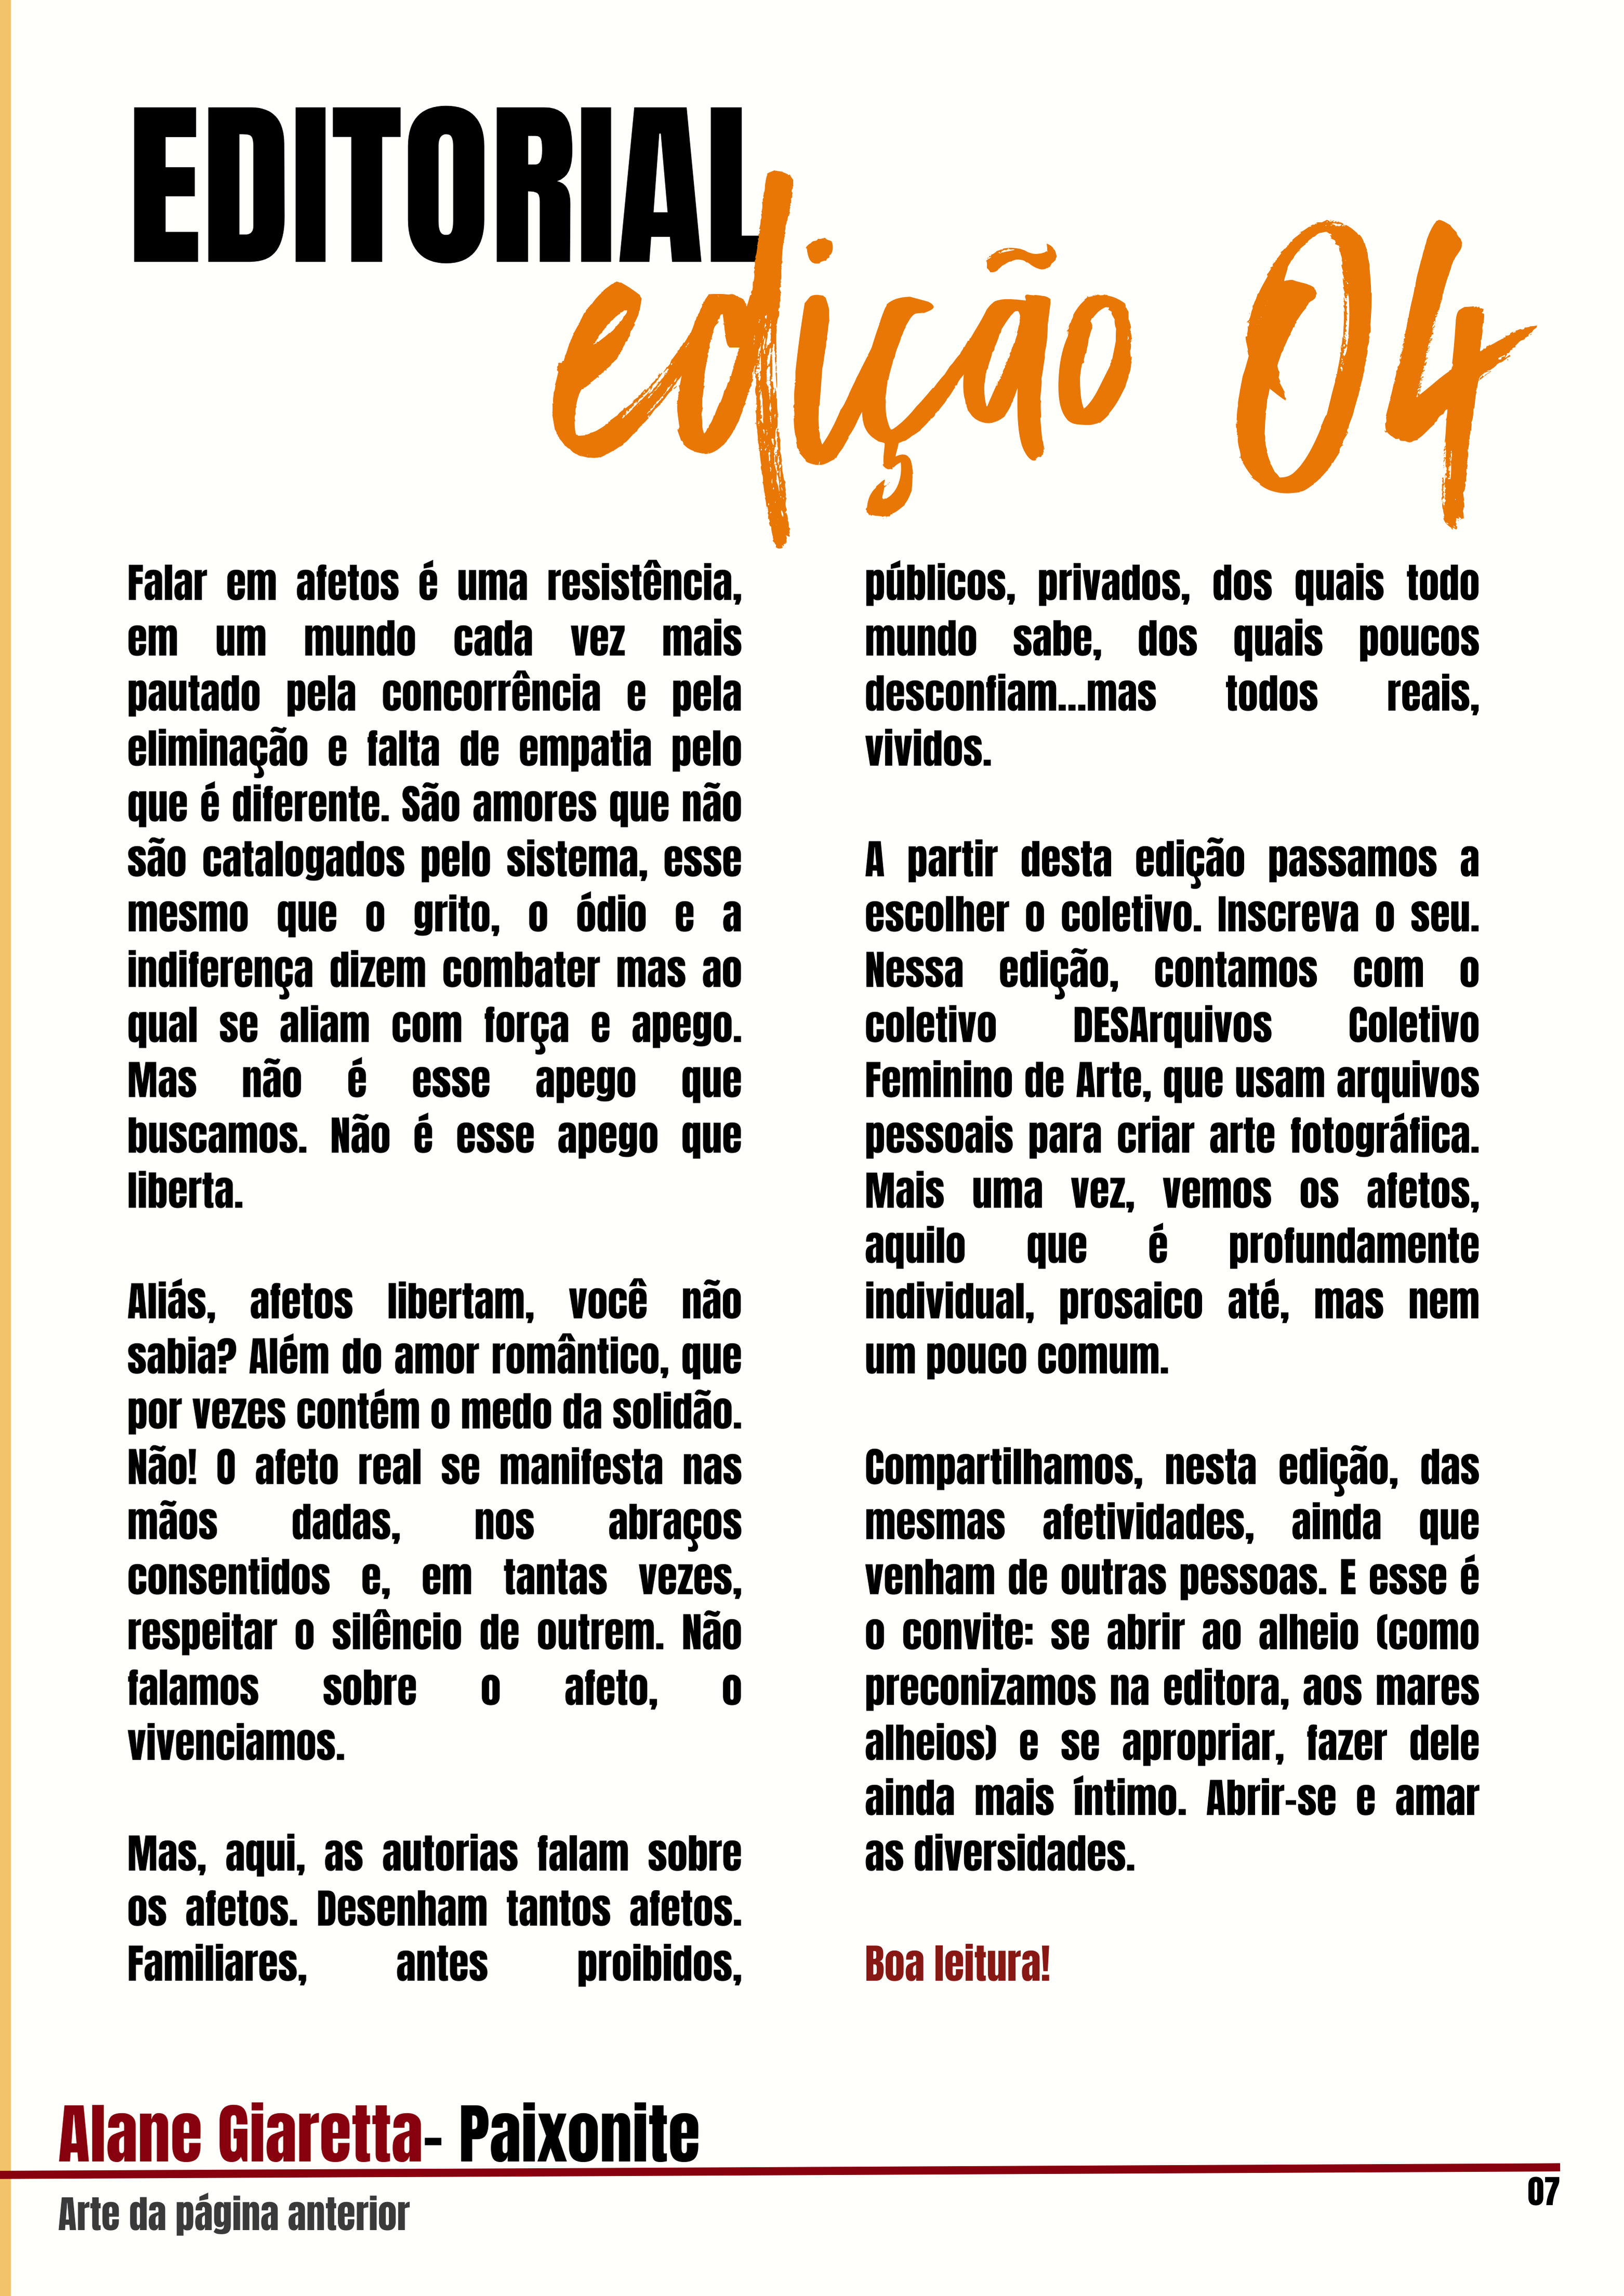 EDITORIAL
edição 04
Falar em afetos é uma resistência,
em um mundo cada vez mais
pautado pela concorrência e pela
eliminação e falta de empatia pelo
que é diferente. São amores que não
são catalogados pelo sistema, esse
mesmo que o grito, o ódio e a
indiferença dizem combater mas ao
qual se aliam com força e apego.
Mas não é esse apego que
buscamos. Não é esse apego que
liberta.
Aliás, afetos libertam, você não
sabia? Além do amor romântico, que
por vezes contém o medo da solidão.
Não! O afeto real se manifesta nas
mãos dadas, nos abraços
consentidos e, em tantas vezes,
respeitar o silêncio de outrem. Não
falamos sobre o afeto, o
vivenciamos.
Mas, aqui, as autorias falam sobre
os afetos. Desenham tantos afetos.
Familiares, antes proibidos,
públicos, privados, dos quais todo
mundo sabe, dos quais poucos
desconfiam...mas todos reais,
vividos.
A partir desta edição passamos a
escolher o coletivo. Inscreva o seu.
Nessa edição, contamos com o
coletivo DESArquivos Coletivo
Feminino de Arte, que usam arquivos
pessoais para criar arte fotográfica.
Mais uma vez, vemos os afetos,
aquilo que é profundamente
individual, prosaico até, mas nem
um pouco comum.
Compartilhamos, nesta edição, das
mesmas afetividades, ainda que
venham de outras pessoas. E esse é
o convite: se abrir ao alheio (como
preconizamos na editora, aos mares
alheios) e se apropriar, fazer dele
ainda mais íntimo. Abrir-se e amar
as diversidades.
Boa leitura!
Alane Giaretta- Paixonite
07
Arte da página anterior